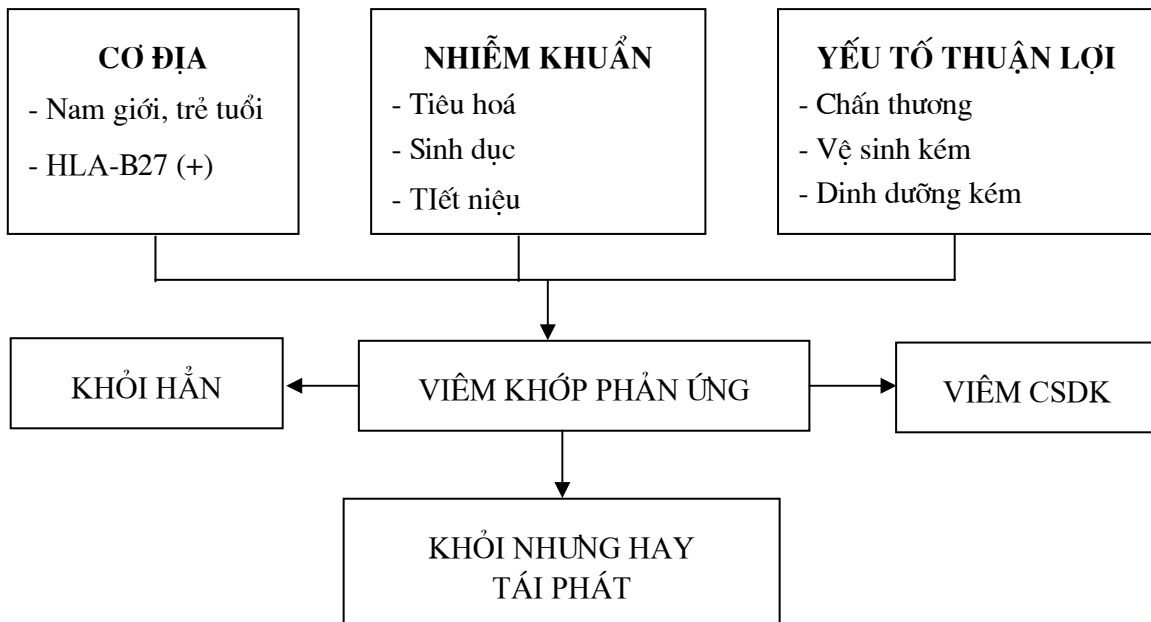 CƠ ĐỊA
- Nam giới, trẻ tuổi
- HLA-B27 (+)
NHIỄM KHUẨN
- Tiêu hoá
- Sinh dục
- TIết niệu
YẾU TỐ THUẬN LỢI
- Chấn thương
- Vệ sinh kém
- Dinh dưỡng kém
KHỎI HẲN
VIÊM KHỚP PHẢN ỨNG
VIÊM CSDK
KHỎI NHƯNG HAY
TÁI PHÁT